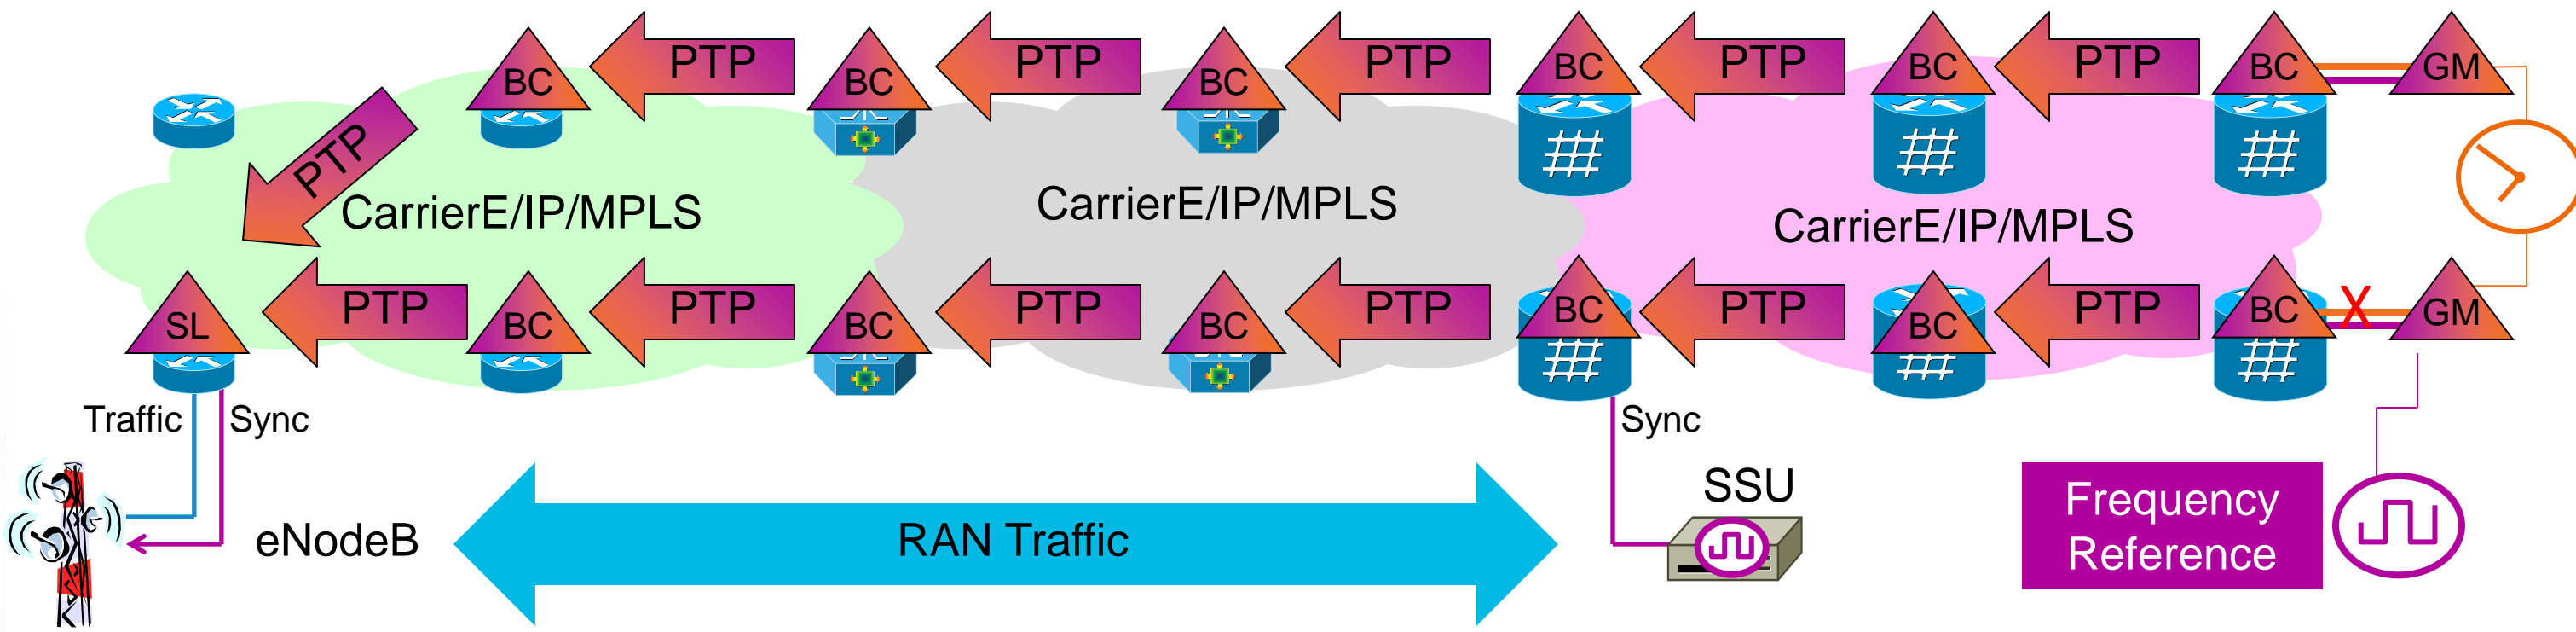 BC
PTP
BC
PTP
BC
PTP
BC
PTP
BC
PTP
BC
GM
PTP
CarrierE/IP/MPLS
CarrierE/IP/MPLS
CarrierE/IP/MPLS
SL
PTP
BC
PTP
BC
PTP
BC
PTP
BC
PTP
BC
PTP
BC
X
GM
Traffic
Sync
Sync
eNodeB
RAN Traffic
SSU
Frequency
Reference